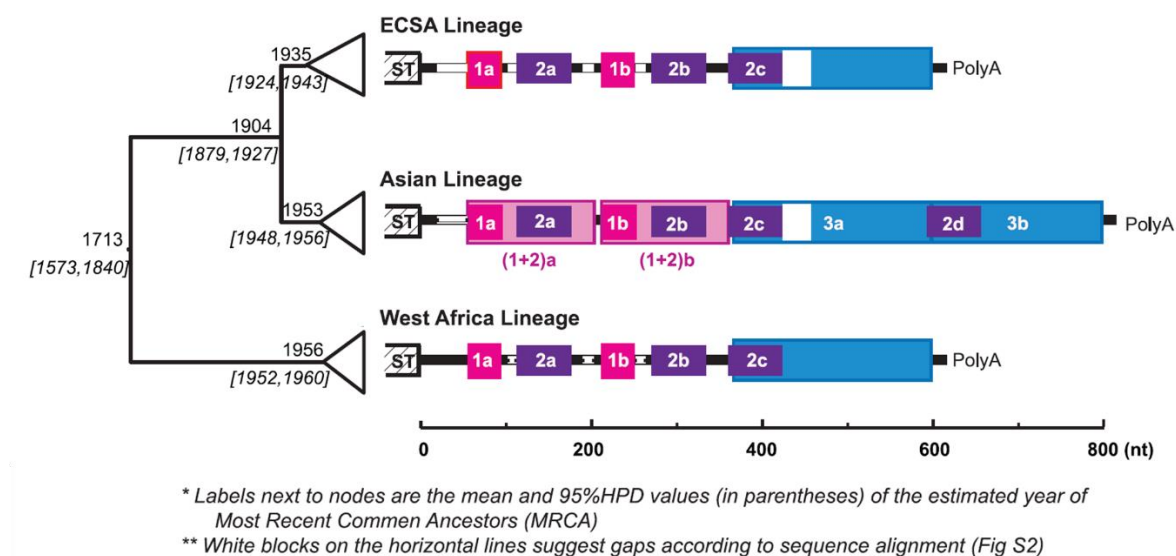 ECSA Lineage
1935
[1924,1943]
ST 1a 2a 1b 2b 2c PolyA
1904
[1879,1927]
Asian Lineage
1953
[1948,1956]
ST 1a 2a 1b 2b 2c 3a 2d 3b PolyA
(1+2)a (1+2)b
1713
[1573,1840]
West Africa Lineage
1956
[1952,1960]
ST 1a 2a 1b 2b 2c PolyA
0 200 400 600 800 (nt)
* Labels next to nodes are the mean and 95%HPD values (in parentheses) of the estimated year of
Most Recent Commen Ancestors (MRCA)
** White blocks on the horizontal lines suggest gaps according to sequence alignment (Fig S2)